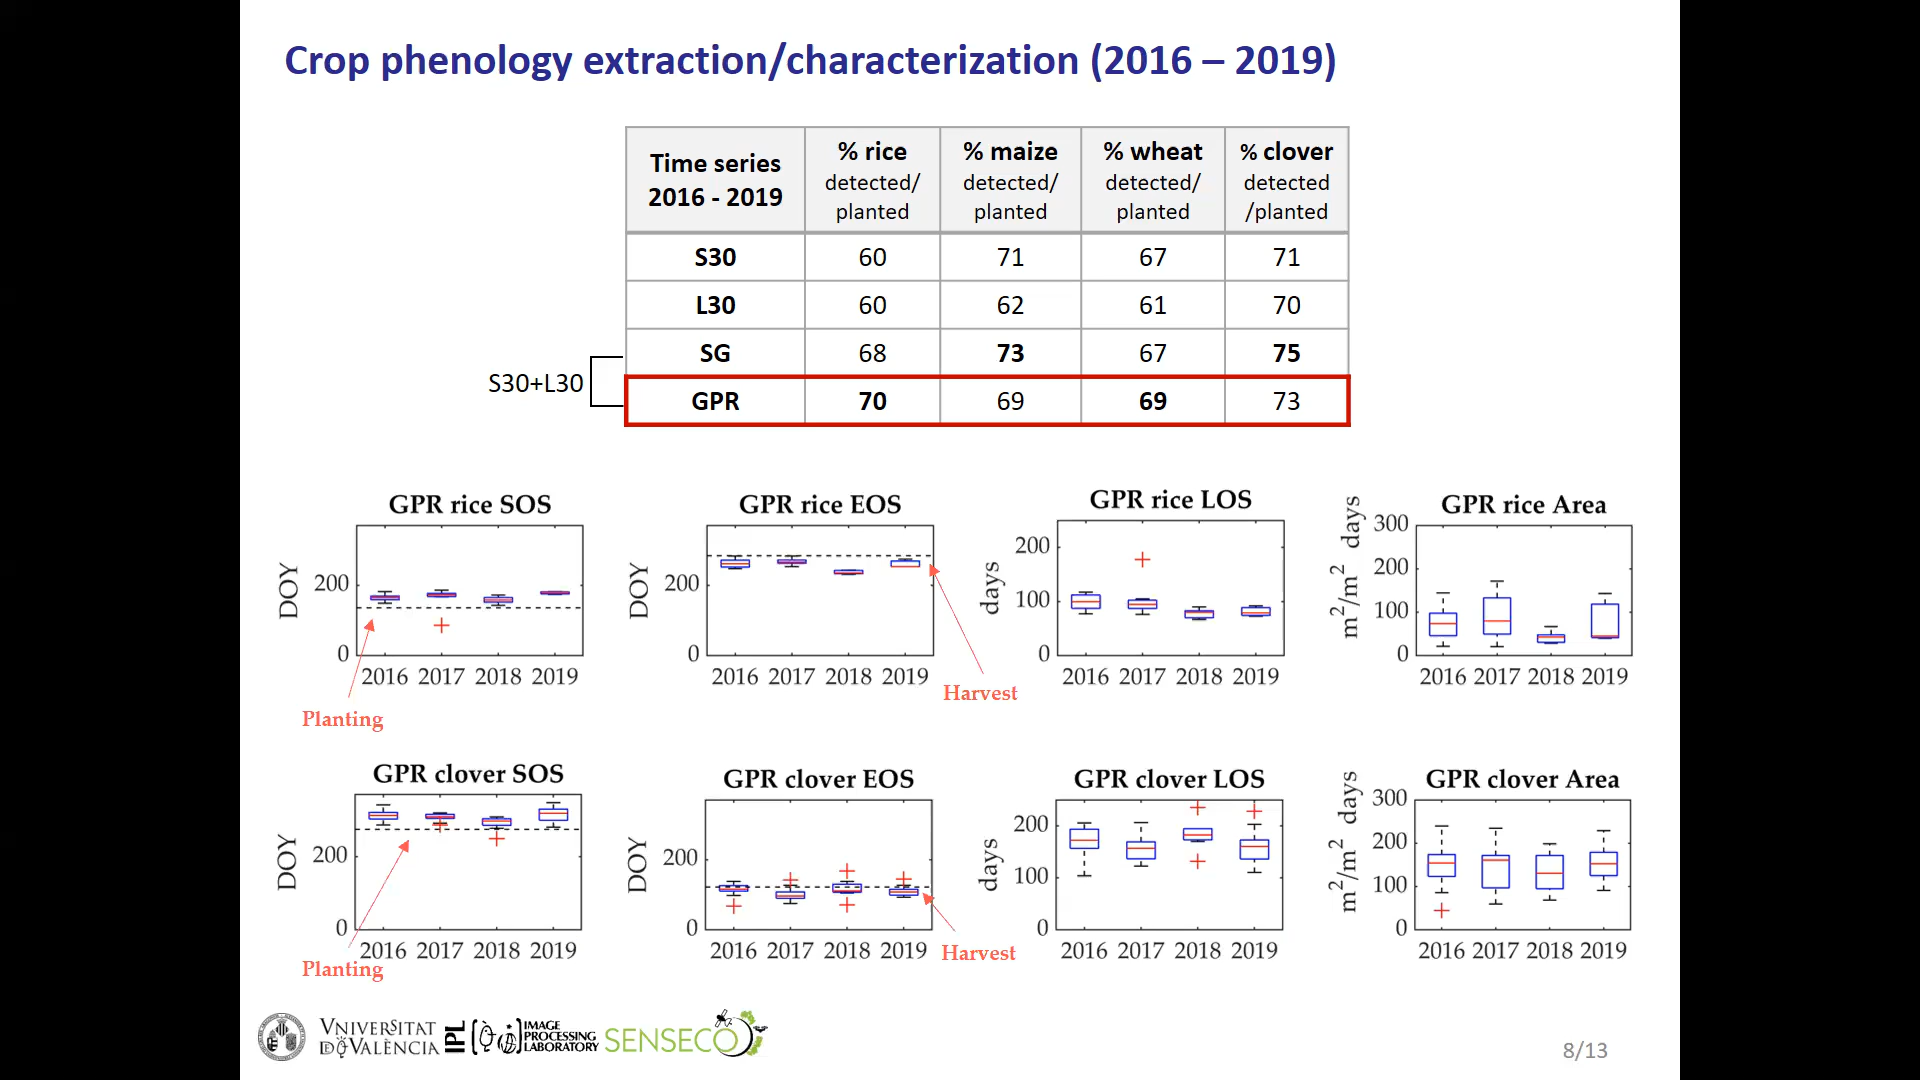 Crop phenology extraction/characterization (2016 – 2019)
Time series
2016 - 2019
% rice
detected/
planted
% maize
detected/
planted
% wheat
detected/
planted
% clover
detected
/planted
S30 60 71 67 71
L30 60 62 61 70
SG 68 73 67 75
S30+L30
GPR 70 69 69 73
GPR rice SOS
DOY
200
0
2016 2017 2018 2019
Planting
GPR rice EOS
DOY
200
0
2016 2017 2018 2019
Harvest
GPR rice LOS
days
200
100
0
2016 2017 2018 2019
GPR rice Area
m²/m² days
300
200
100
0
2016 2017 2018 2019
GPR clover SOS
DOY
200
0
2016 2017 2018 2019
Planting
GPR clover EOS
DOY
200
0
2016 2017 2018 2019
Harvest
GPR clover LOS
days
200
100
0
2016 2017 2018 2019
GPR clover Area
m²/m² days
300
200
100
0
2016 2017 2018 2019
VNIVERSITAT
DE VALÈNCIA
IPL
IMAGE
PROCESSING
LABORATORY
SENSECO
8/13